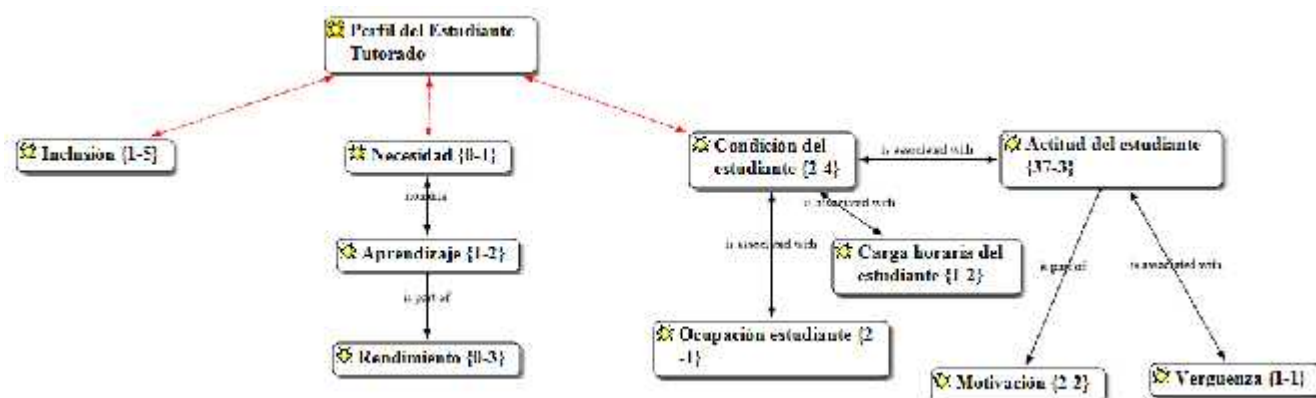 Perfil del Estudiante
Tutorado
Inclusión {1-5}
Necesidad {0-1}
Condición del
estudiante {2-4}
is associated with
Actitud del estudiante
{37-3}
is associated with
Aprendizaje {1-2}
is associated with
Carga horaria del
estudiante {1-2}
is part of
is associated with
is part of
Ocupación estudiante {2
-1}
Rendimiento {0-3}
Motivación {2-2}
Verguenza {1-1}